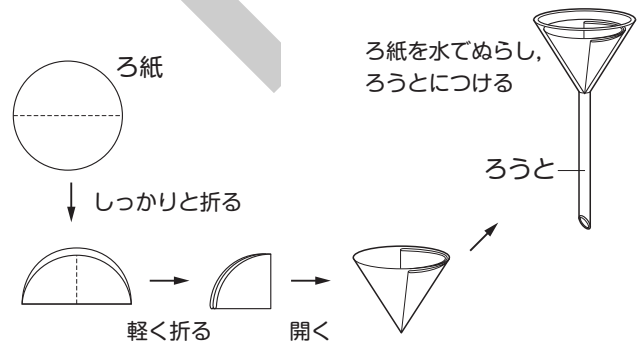 ろ紙
ろ紙を水でぬらし,
ろうとにつける
ろうと
しっかりと折る
軽く折る
開く